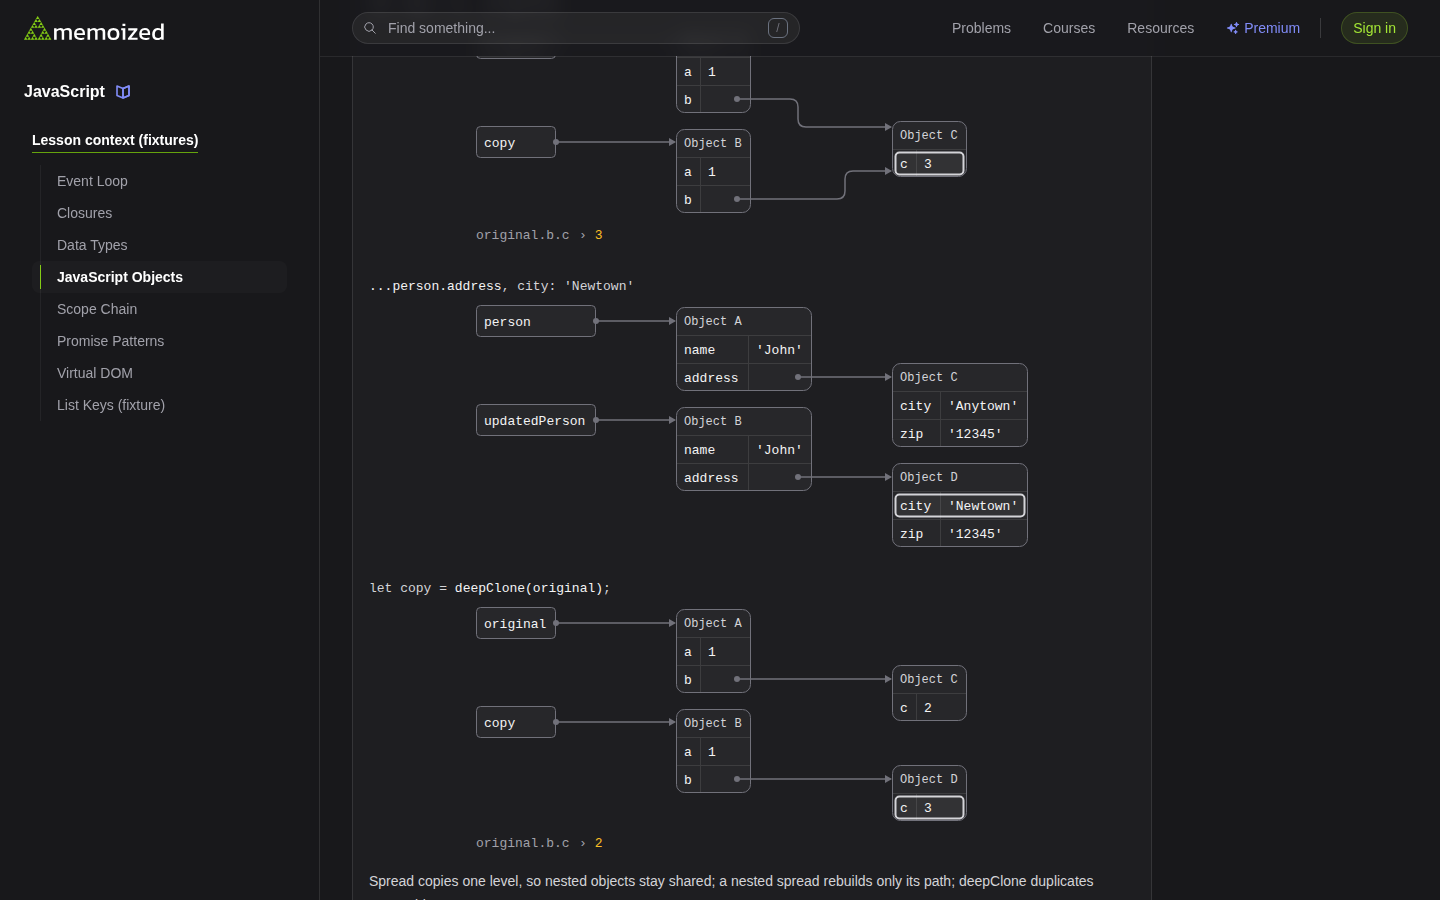 memoized
Find something...
/
Problems
Courses
Resources
Premium
Sign in
JavaScript
Lesson context (fixtures)
Event Loop
Closures
Data Types
JavaScript Objects
Scope Chain
Promise Patterns
Virtual DOM
List Keys (fixture)
a 1
b
copy
Object B
a 1
b
Object C
c 3
original.b.c › 3
...person.address, city: 'Newtown'
person
Object A
name 'John'
address
Object C
city 'Anytown'
zip '12345'
updatedPerson
Object B
name 'John'
address
Object D
city 'Newtown'
zip '12345'
let copy = deepClone(original);
original
Object A
a 1
b
Object C
c 2
copy
Object B
a 1
b
Object D
c 3
original.b.c › 2
Spread copies one level, so nested objects stay shared; a nested spread rebuilds only its path; deepClone duplicates